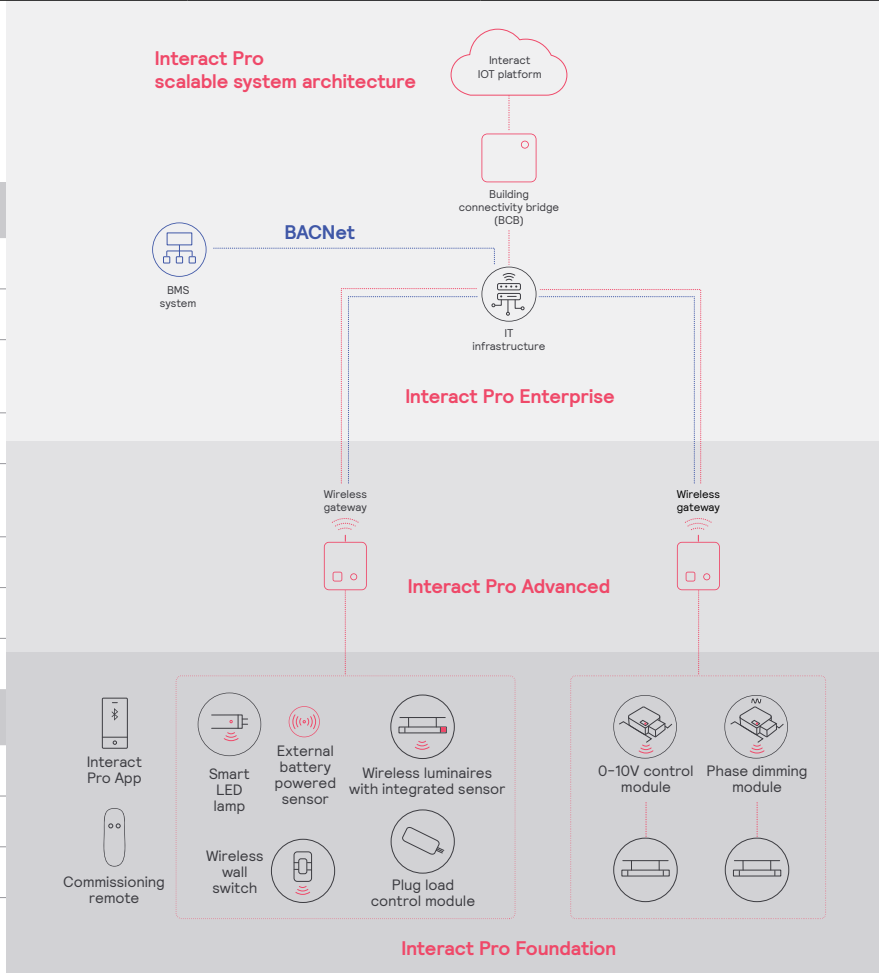 Interact Pro
scalable system architecture
Interact
IOT platform
Building
connectivity bridge
(BCB)
BACNet
BMS
system
IT
infrastructure
Interact Pro Enterprise
Wireless
gateway
Wireless
gateway
Interact Pro Advanced
Interact
Pro App
Smart
LED
lamp
External
battery
powered
sensor
Wireless luminaires
with integrated sensor
0-10V control
module
Phase dimming
module
Commissioning
remote
Wireless
wall
switch
Plug load
control module
Interact Pro Foundation